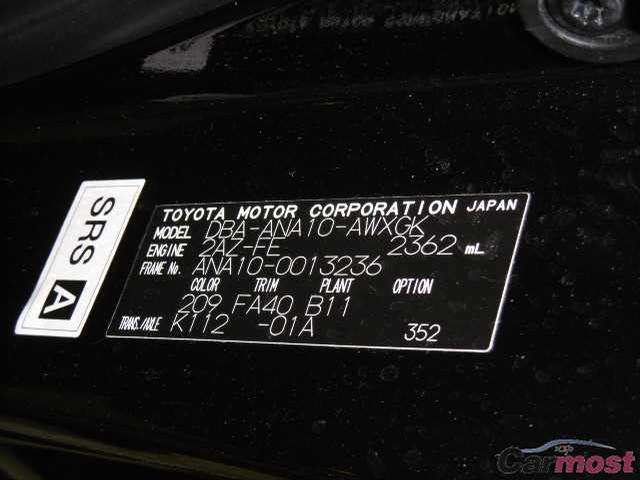 TOYOTA MOTOR CORPORATION JAPAN
MODEL DBA-ANA10-AWXGK
ENGINE 2AZ-FE 2362 mL
FRAME No. ANA10-0013236
COLOR TRIM PLANT OPTION
209 FA40 B11
TRANS./AXLE K112 -01A 352
SRS A
Carmost